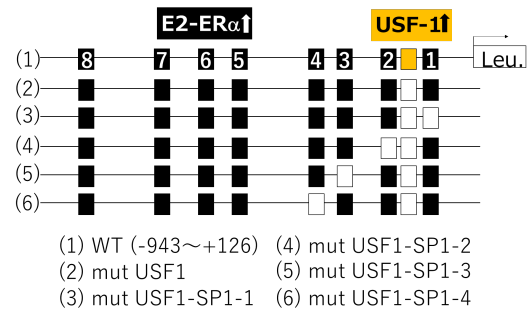 E2-ERα⬆ USF-1⬆
(1) 8 7 6 5 4 3 2 1 Leu.
(2)
(3)
(4)
(5)
(6)
(1) WT (-943～+126) (4) mut USF1-SP1-2
(2) mut USF1 (5) mut USF1-SP1-3
(3) mut USF1-SP1-1 (6) mut USF1-SP1-4